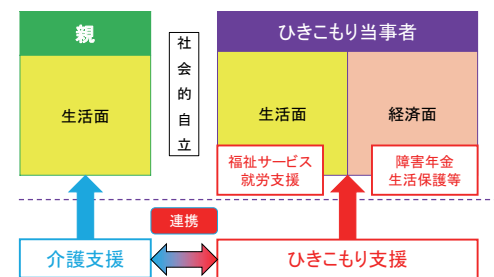 親
社会的自立
ひきこもり当事者
生活面
生活面
経済面
福祉サービス
就労支援
障害年金
生活保護等
連携
介護支援
ひきこもり支援